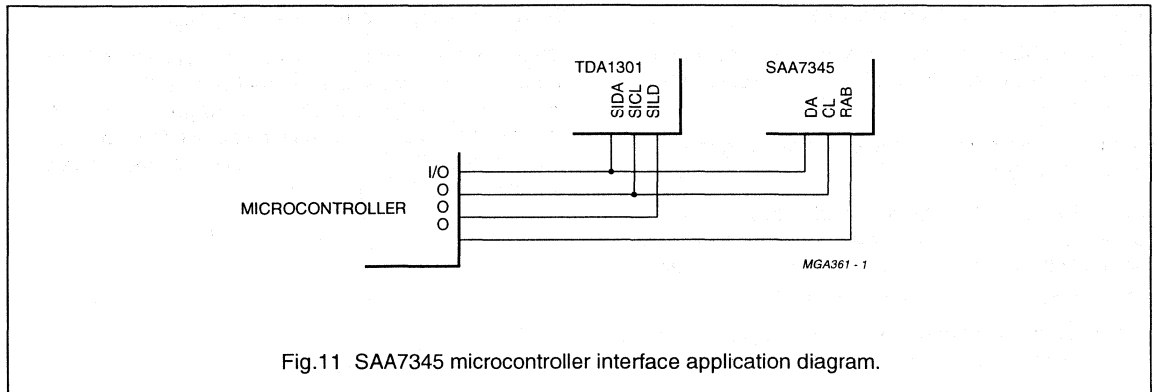 TDA1301
SAA7345
SIDA
SICL
SILD
DA
CL
RAB
I/O
O
O
O
MICROCONTROLLER
MGA361 - 1
Fig.11 SAA7345 microcontroller interface application diagram.